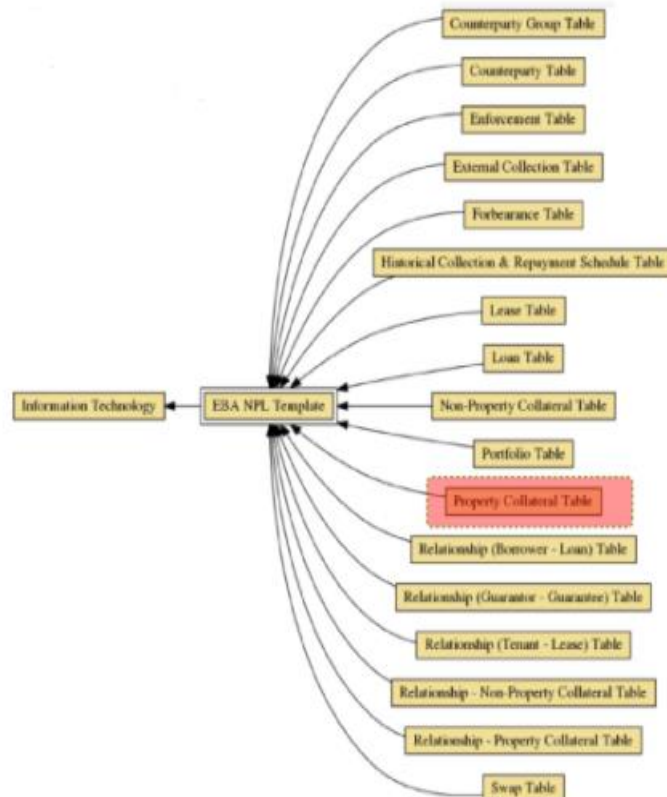 Counterparty Group Table
Counterparty Table
Enforcement Table
External Collection Table
Forbearance Table
Historical Collection & Repayment Schedule Table
Lease Table
Loan Table
Information Technology
EBA NPL Template
Non-Property Collateral Table
Portfolio Table
Property Collateral Table
Relationship (Borrower - Loan) Table
Relationship (Guarantor - Guarantee) Table
Relationship (Tenant - Lease) Table
Relationship - Non-Property Collateral Table
Relationship - Property Collateral Table
Swap Table